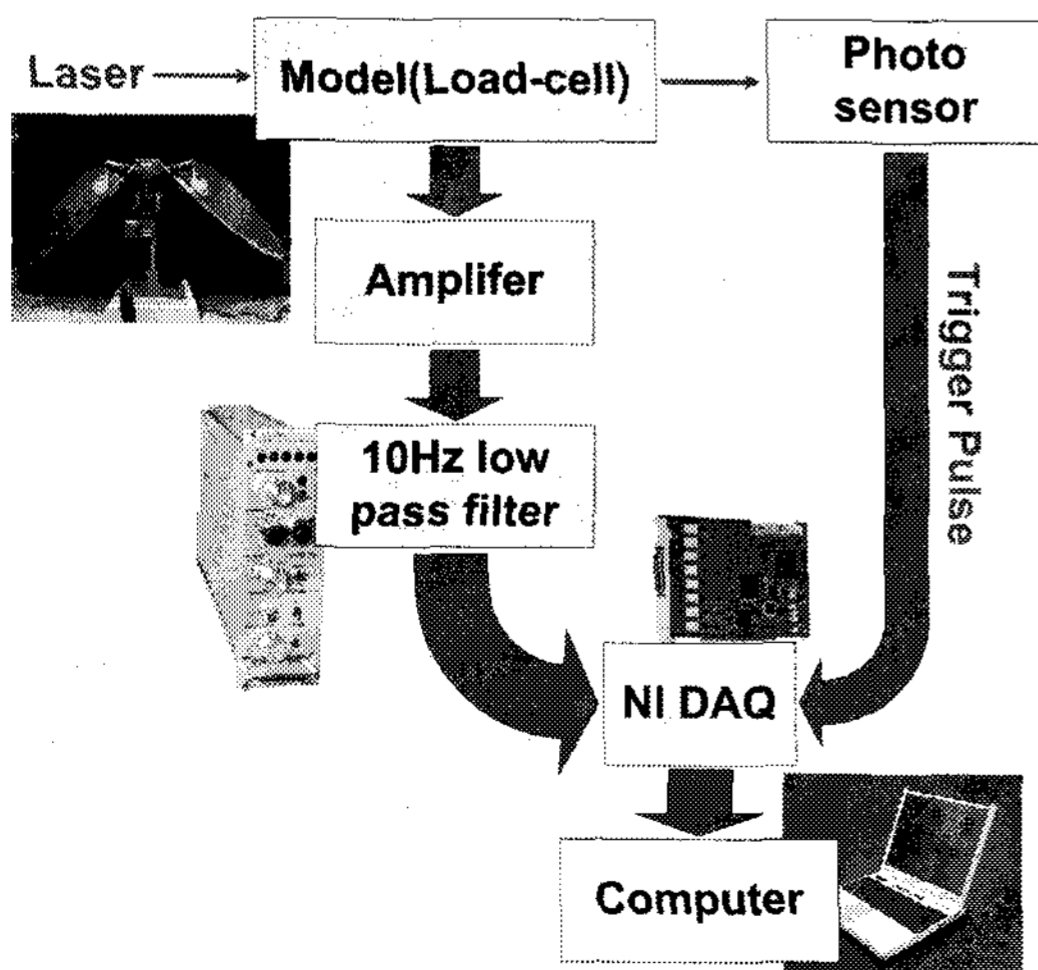 Laser
Model(Load-cell)
Photo
sensor
Amplifer
Trigger Pulse
10Hz low
pass filter
NI DAQ
Computer